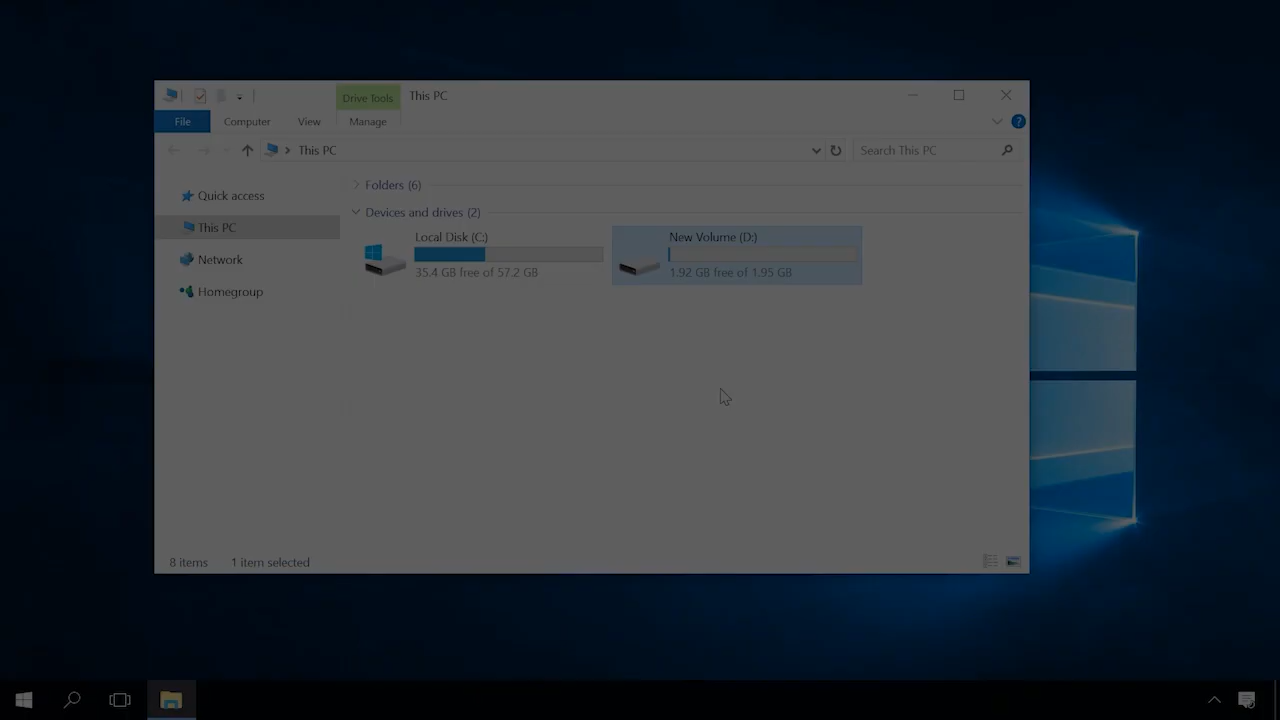 Drive Tools
This PC
File
Computer
View
Manage
This PC
Search This PC
Quick access
This PC
Network
Homegroup
Folders (6)
Devices and drives (2)
Local Disk (C:)
35.4 GB free of 57.2 GB
New Volume (D:)
1.92 GB free of 1.95 GB
8 items
1 item selected